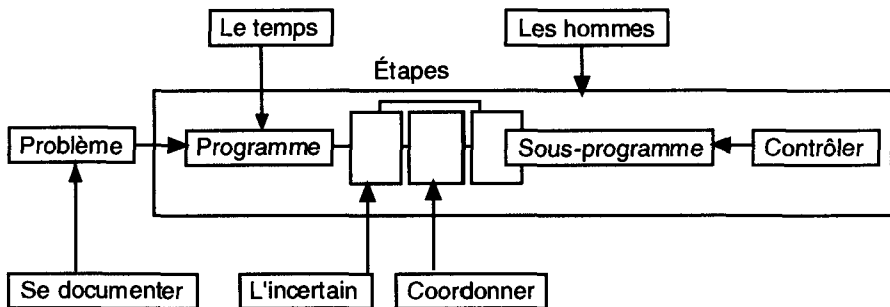 Le temps
Les hommes
Étapes
Problème
Programme
Sous-programme
Contrôler
Se documenter
L'incertain
Coordonner